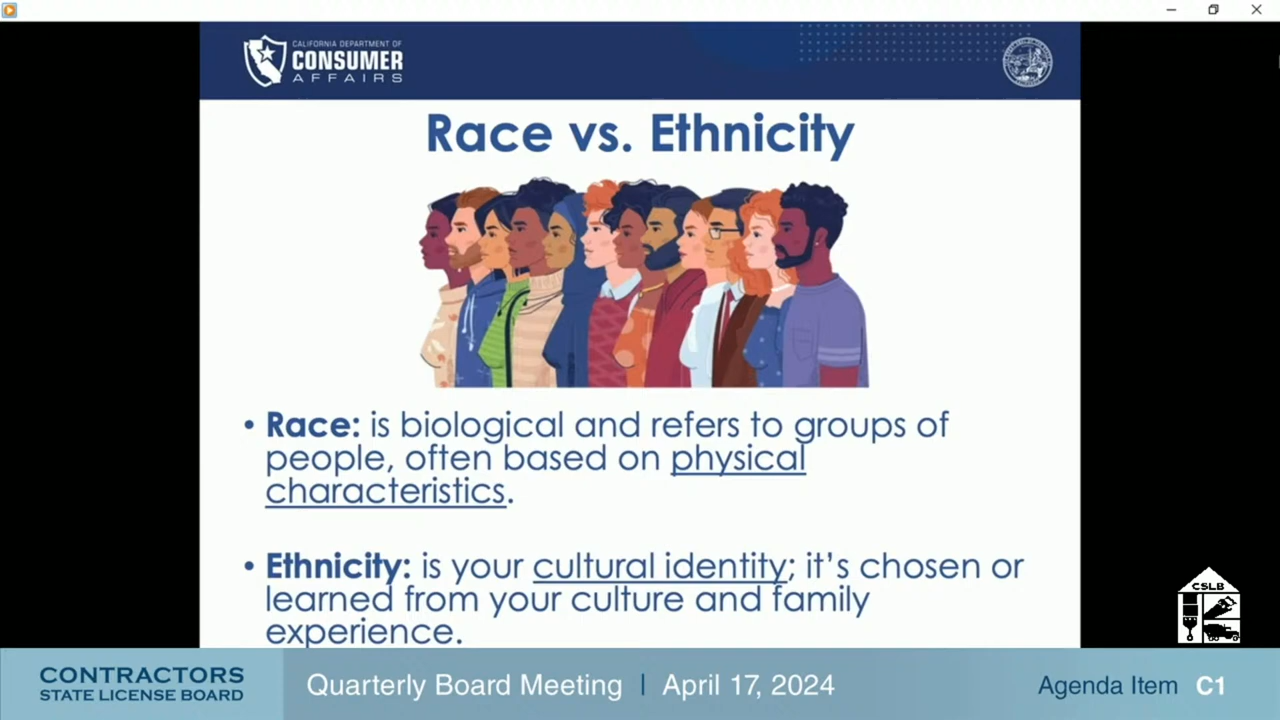 CALIFORNIA DEPARTMENT OF
CONSUMER
AFFAIRS
Race vs. Ethnicity
• Race: is biological and refers to groups of
people, often based on physical
characteristics.
• Ethnicity: is your cultural identity; it’s chosen or
learned from your culture and family
experience.
CSLB
CONTRACTORS
STATE LICENSE BOARD
Quarterly Board Meeting | April 17, 2024
Agenda Item C1